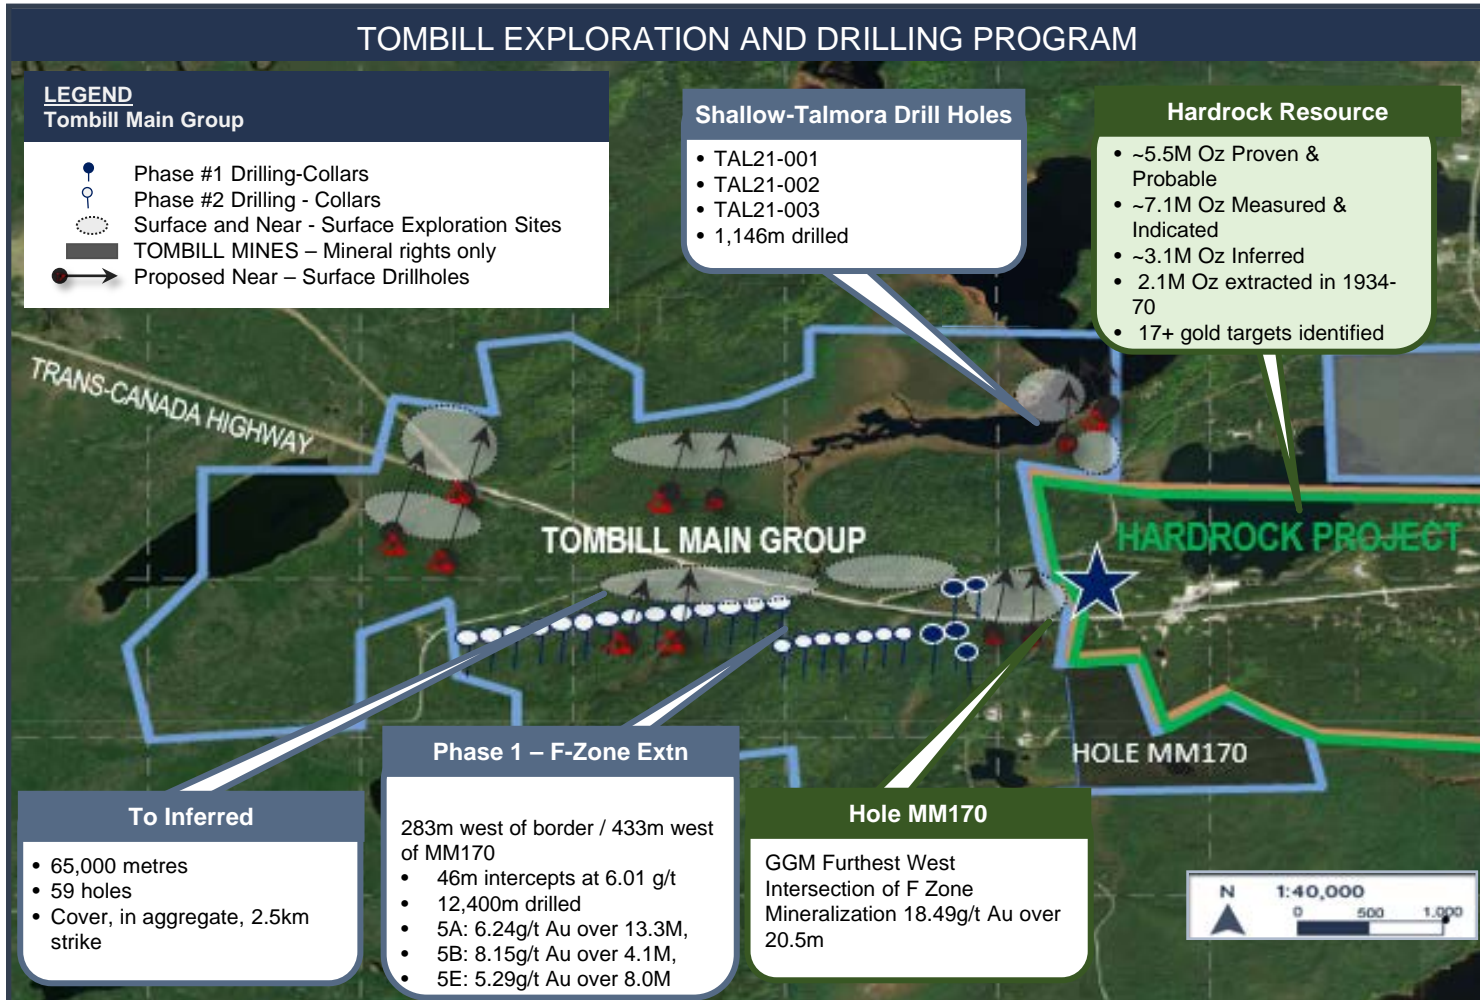 TOMBILL EXPLORATION AND DRILLING PROGRAM
LEGEND
Tombill Main Group
Phase #1 Drilling-Collars
Phase #2 Drilling - Collars
Surface and Near - Surface Exploration Sites
TOMBILL MINES – Mineral rights only
Proposed Near – Surface Drillholes
Shallow-Talmora Drill Holes
• TAL21-001
• TAL21-002
• TAL21-003
• 1,146m drilled
Hardrock Resource
• ~5.5M Oz Proven &
Probable
• ~7.1M Oz Measured &
Indicated
• ~3.1M Oz Inferred
• 2.1M Oz extracted in 1934-
70
• 17+ gold targets identified
TRANS-CANADA HIGHWAY
TOMBILL MAIN GROUP
HARDROCK PROJECT
HOLE MM170
To Inferred
• 65,000 metres
• 59 holes
• Cover, in aggregate, 2.5km
strike
Phase 1 – F-Zone Extn
283m west of border / 433m west
of MM170
• 46m intercepts at 6.01 g/t
• 12,400m drilled
• 5A: 6.24g/t Au over 13.3M,
• 5B: 8.15g/t Au over 4.1M,
• 5E: 5.29g/t Au over 8.0M
Hole MM170
GGM Furthest West
Intersection of F Zone
Mineralization 18.49g/t Au over
20.5m
N 1:40,000
0 500 1,000